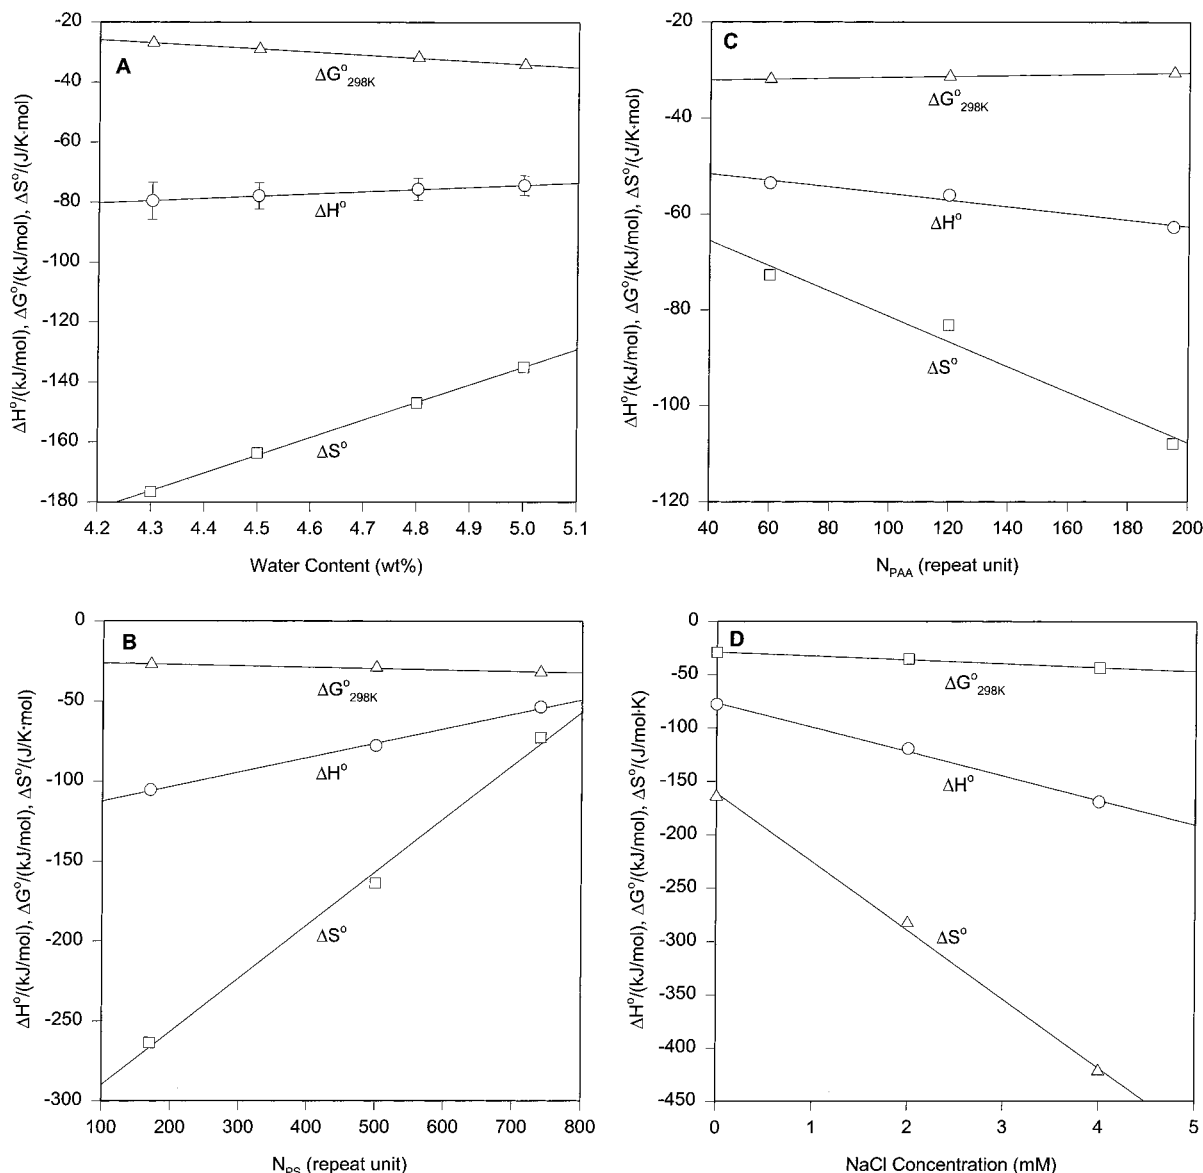 A
-20
-40
-60
-80
-100
-120
-140
-160
-180
4.2 4.3 4.4 4.5 4.6 4.7 4.8 4.9 5.0 5.1
Water Content (wt%)
ΔH°/(kJ/mol), ΔG°/(kJ/mol), ΔS°/(J/K·mol)
ΔG°298K
ΔH°
ΔS°
C
-20
-40
-60
-80
-100
-120
40 60 80 100 120 140 160 180 200
NPAA (repeat unit)
ΔH°/(kJ/mol), ΔG°/(kJ/mol), ΔS°/(J/K·mol)
ΔG°298K
ΔH°
ΔS°
B
0
-50
-100
-150
-200
-250
-300
100 200 300 400 500 600 700 800
NPS (repeat unit)
ΔH°/(kJ/mol), ΔG°/(kJ/mol), ΔS°/(J/K·mol)
ΔG°298K
ΔH°
ΔS°
D
0
-50
-100
-150
-200
-250
-300
-350
-400
-450
0 1 2 3 4 5
NaCl Concentration (mM)
ΔH°/(kJ/mol), ΔG°/(kJ/mol), ΔS°/(J/mol·K)
ΔG°298K
ΔH°
ΔS°